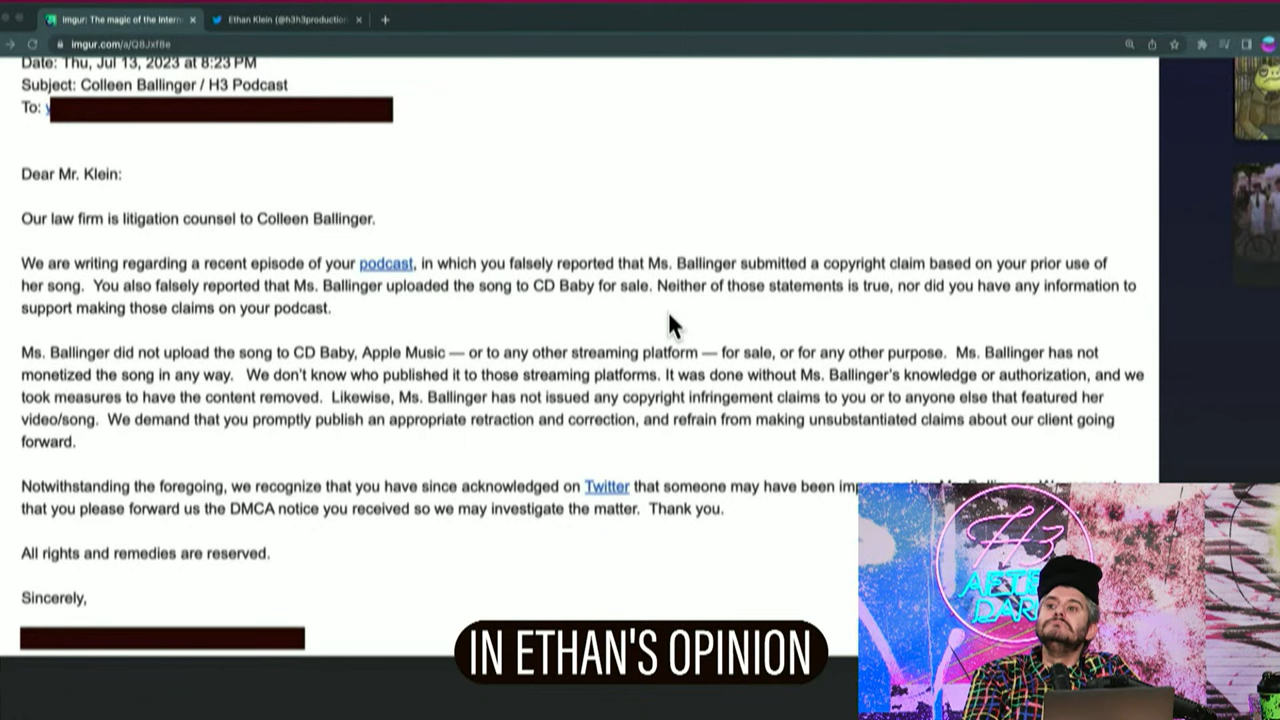 Imgur: The magic of the Intern
Ethan Klein (@h3h3production
imgur.com/a/Q8Jxf8e
Date: Thu, Jul 13, 2023 at 8:23 PM
Subject: Colleen Ballinger / H3 Podcast
To:
Dear Mr. Klein:
Our law firm is litigation counsel to Colleen Ballinger.
We are writing regarding a recent episode of your podcast, in which you falsely reported that Ms. Ballinger submitted a copyright claim based on your prior use of
her song. You also falsely reported that Ms. Ballinger uploaded the song to CD Baby for sale. Neither of those statements is true, nor did you have any information to
support making those claims on your podcast.
Ms. Ballinger did not upload the song to CD Baby, Apple Music — or to any other streaming platform — for sale, or for any other purpose. Ms. Ballinger has not
monetized the song in any way. We don't know who published it to those streaming platforms. It was done without Ms. Ballinger's knowledge or authorization, and we
took measures to have the content removed. Likewise, Ms. Ballinger has not issued any copyright infringement claims to you or to anyone else that featured her
video/song. We demand that you promptly publish an appropriate retraction and correction, and refrain from making unsubstantiated claims about our client going
forward.
Notwithstanding the foregoing, we recognize that you have since acknowledged on Twitter that someone may have been
that you please forward us the DMCA notice you received so we may investigate the matter. Thank you.
All rights and remedies are reserved.
Sincerely,
H3
AFTE
DAR
IN ETHAN'S OPINION